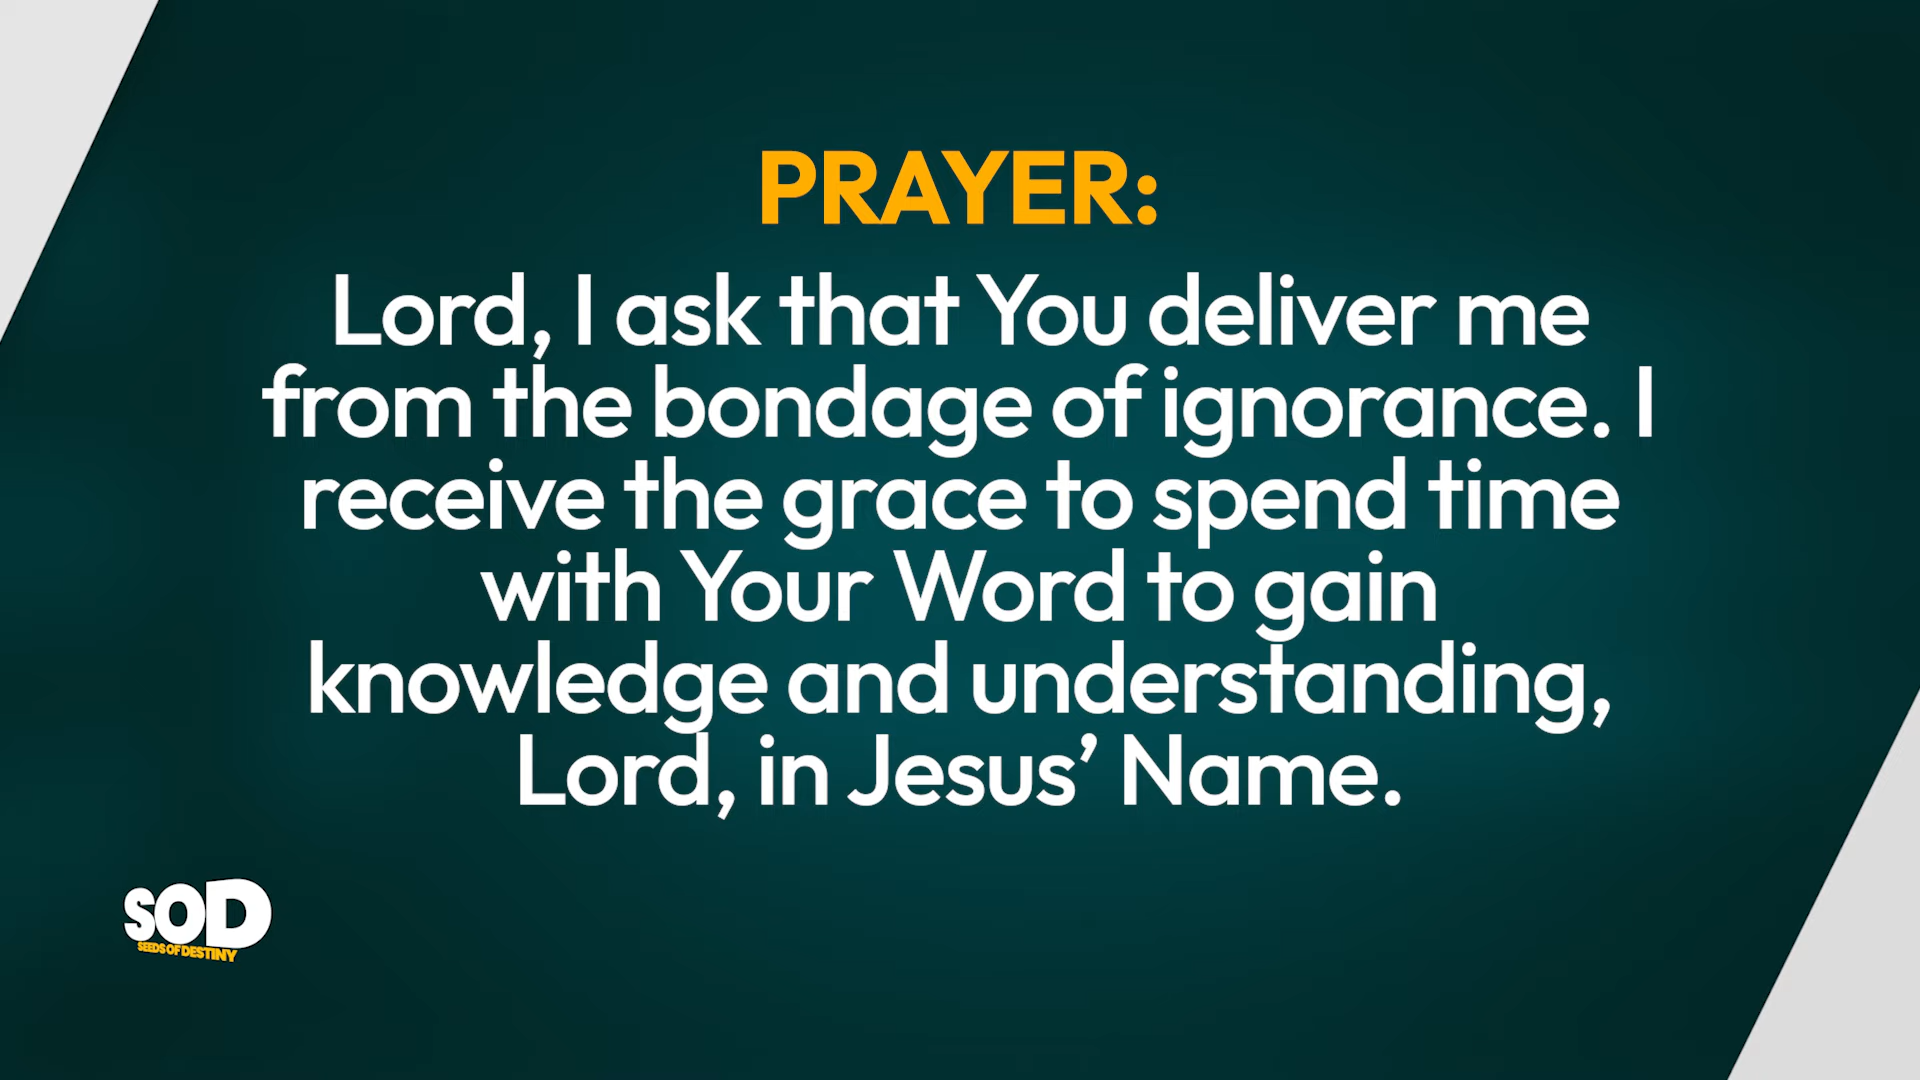 PRAYER:
Lord, I ask that You deliver me
from the bondage of ignorance. I
receive the grace to spend time
with Your Word to gain
knowledge and understanding,
Lord, in Jesus’ Name.
SOD
SEEDS OF DESTINY